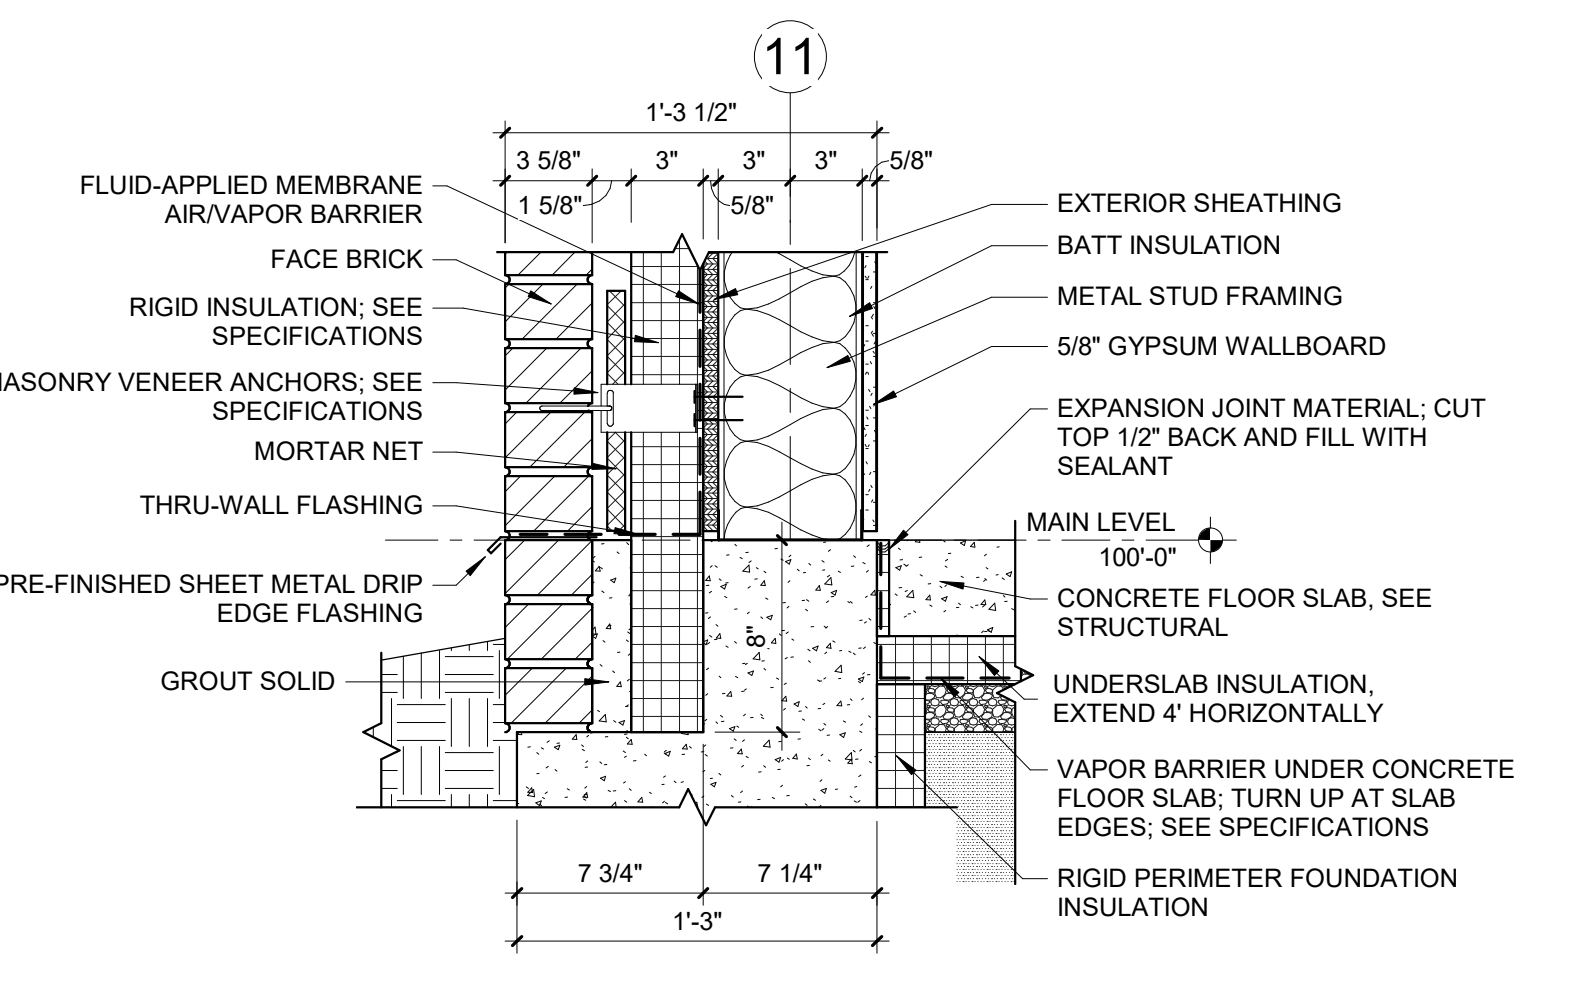 11
1'-3 1/2"
3 5/8"
3"
3"
3"
5/8"
1 5/8"
5/8"
FLUID-APPLIED MEMBRANE
AIR/VAPOR BARRIER
FACE BRICK
RIGID INSULATION; SEE
SPECIFICATIONS
MASONRY VENEER ANCHORS; SEE
SPECIFICATIONS
MORTAR NET
THRU-WALL FLASHING
PRE-FINISHED SHEET METAL DRIP
EDGE FLASHING
GROUT SOLID
EXTERIOR SHEATHING
BATT INSULATION
METAL STUD FRAMING
5/8" GYPSUM WALLBOARD
EXPANSION JOINT MATERIAL; CUT
TOP 1/2" BACK AND FILL WITH
SEALANT
MAIN LEVEL
100'-0"
CONCRETE FLOOR SLAB, SEE
STRUCTURAL
UNDERSLAB INSULATION,
EXTEND 4' HORIZONTALLY
VAPOR BARRIER UNDER CONCRETE
FLOOR SLAB; TURN UP AT SLAB
EDGES; SEE SPECIFICATIONS
RIGID PERIMETER FOUNDATION
INSULATION
8"
7 3/4"
7 1/4"
1'-3"